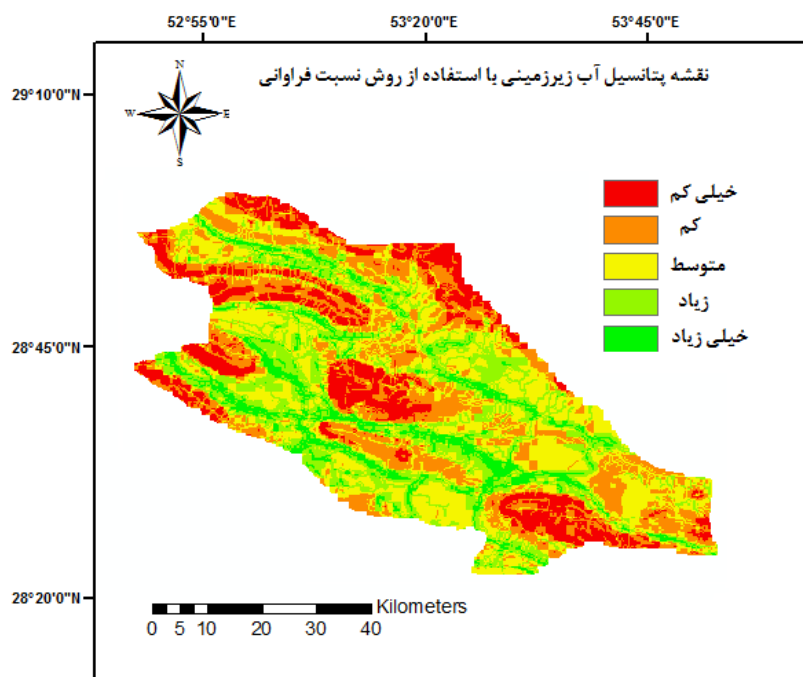 52°55'0"E 53°20'0"E 53°45'0"E
29°10'0"N
نقشه پتانسیل آب زیرزمینی با استفاده از روش نسبت فراوانی
N
W E
S
خیلی کم
کم
متوسط
زیاد
خیلی زیاد
28°45'0"N
28°20'0"N
Kilometers
0 5 10 20 30 40